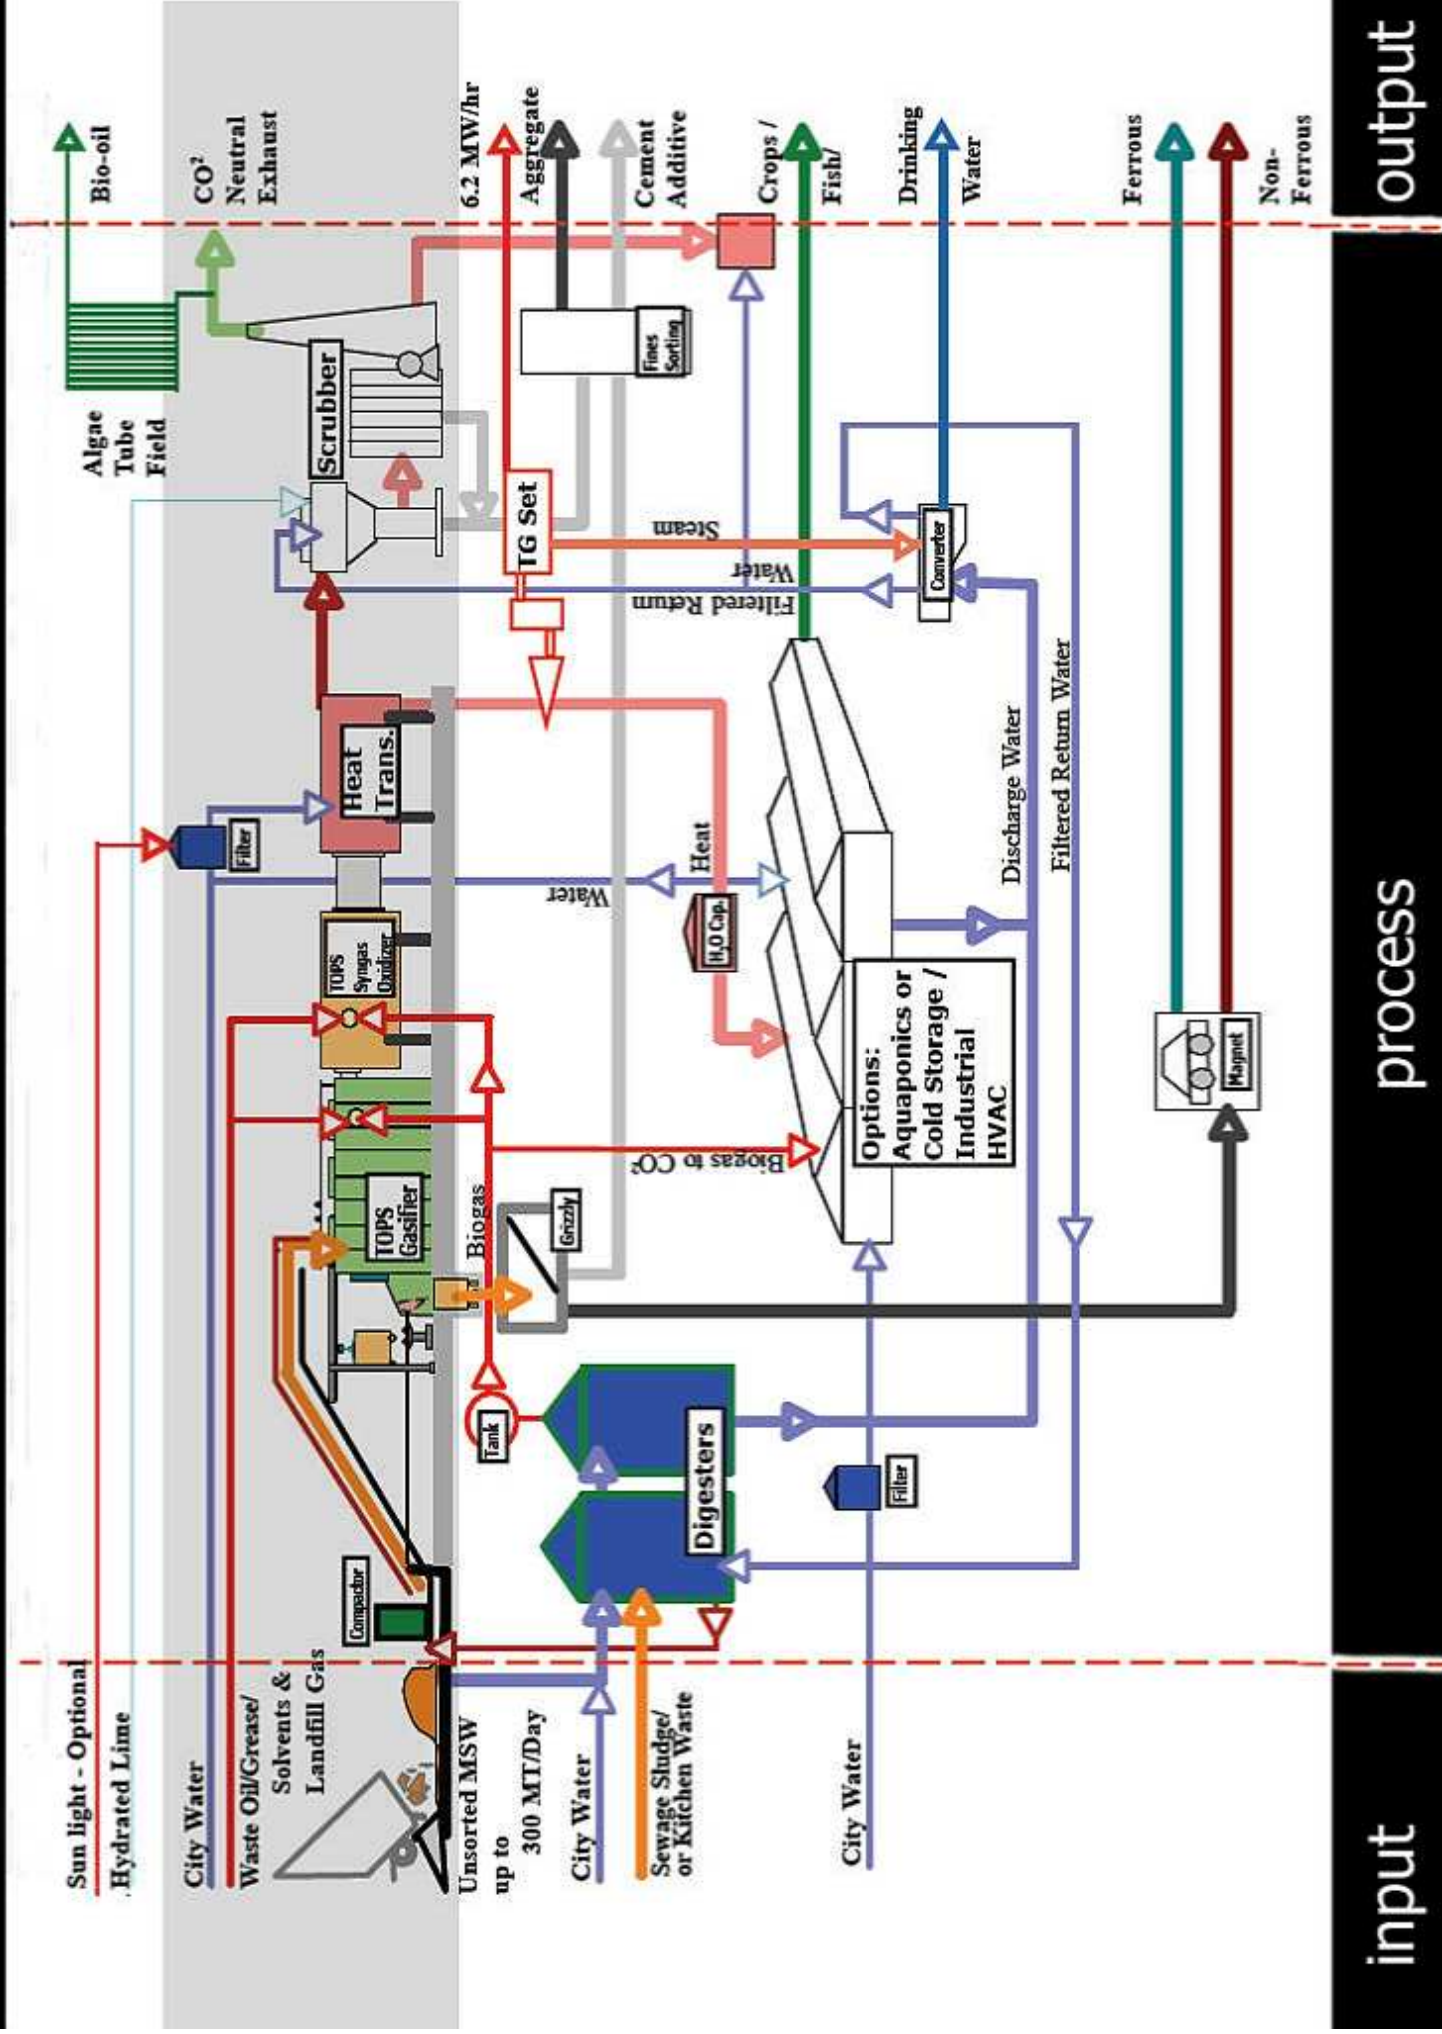 Sun light - Optional
.Hydrated Lime
City Water
Waste Oil/Grease/
Solvents &
Landfill Gas
Unsorted MSW
up to
300 MT/Day
City Water
Sewage Sludge/
or Kitchen Waste
City Water
input
Compactor
Digesters
Tank
Filter
TOPS
Gasifier
Biogas
Grizzly
Biogas to CO²
TOPS
Syngas
Oxidizer
Filter
Heat
Trans.
Water
Heat
H2O Cap.
Options:
Aquaponics or
Cold Storage /
Industrial
HVAC
Magnet
Discharge Water
Filtered Return Water
Filtered Return
Water
Steam
TG Set
Converter
Scrubber
Algae
Tube
Field
Fines
Sorting
process
Bio-oil
CO²
Neutral
Exhaust
6.2 MW/hr
Aggregate
Cement
Additive
Crops /
Fish/
Drinking
Water
Ferrous
Non-
Ferrous
output